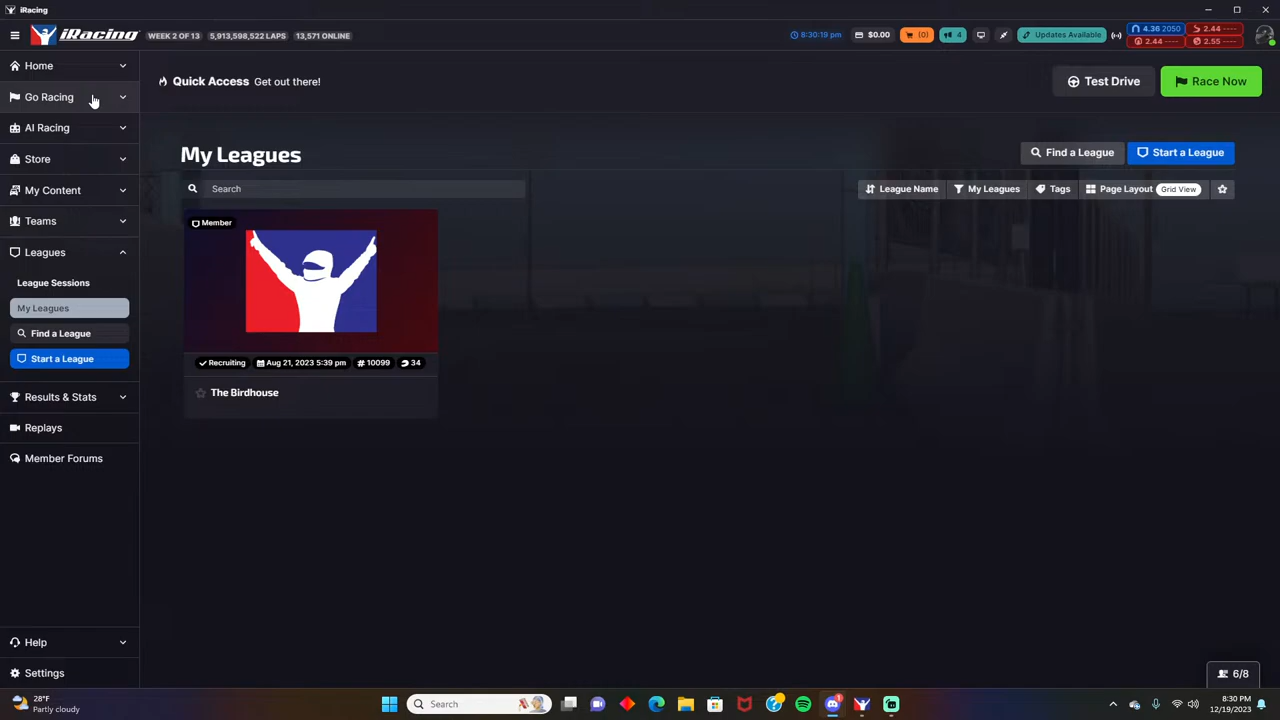 iRacing
iRacing WEEK 2 OF 13 5,913,598,522 LAPS 13,571 ONLINE 8:30:19 pm (0) 4 Updates Available 4.36 2050 2.44 ----
2.44 ---- 2.55 ----
Home
Go Racing
AI Racing
Store
My Content
Teams
Leagues
League Sessions
My Leagues
Find a League
Start a League
Results & Stats
Replays
Member Forums
Help
Settings
Quick Access Get out there! Test Drive Race Now
My Leagues Find a League Start a League
Search League Name My Leagues Tags Page Layout Grid View
Member
Recruiting Aug 21, 2023 5:39 pm 10099 34
The Birdhouse
6/8
28°F
Partly cloudy
Search
8:30 PM
12/19/2023